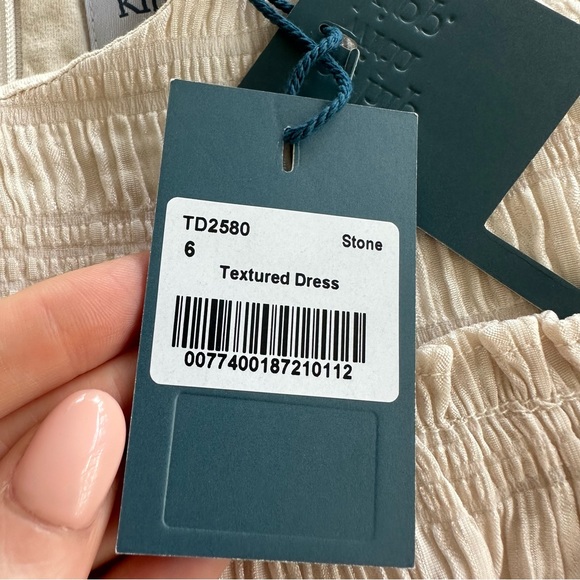 TD2580
6 Stone
Textured Dress
0077400187210112